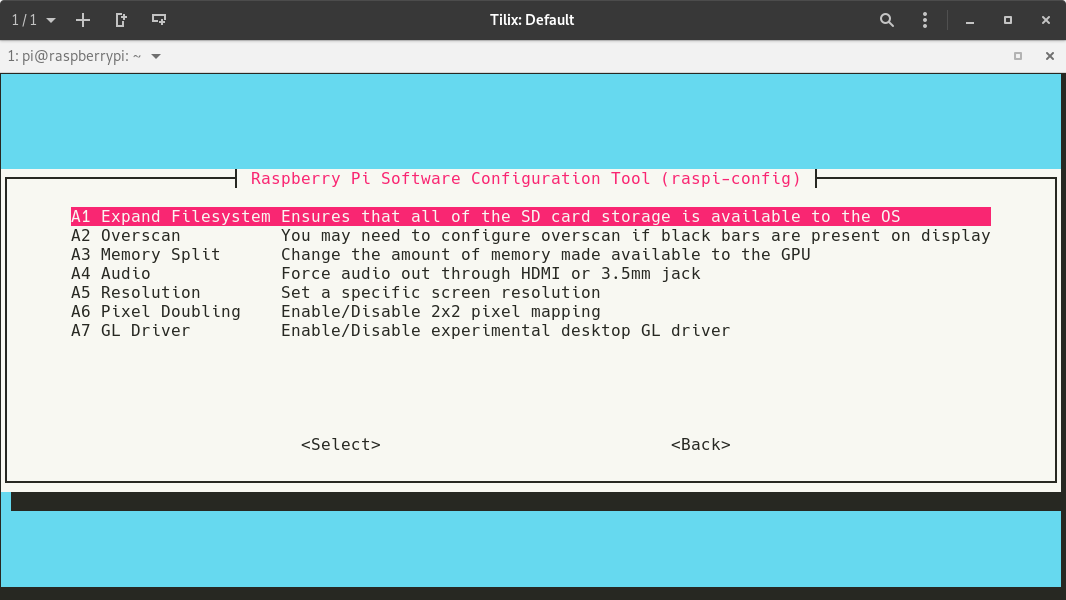 1 / 1
Tilix: Default
1: pi@raspberrypi: ~
Raspberry Pi Software Configuration Tool (raspi-config)
A1 Expand Filesystem Ensures that all of the SD card storage is available to the OS
A2 Overscan You may need to configure overscan if black bars are present on display
A3 Memory Split Change the amount of memory made available to the GPU
A4 Audio Force audio out through HDMI or 3.5mm jack
A5 Resolution Set a specific screen resolution
A6 Pixel Doubling Enable/Disable 2x2 pixel mapping
A7 GL Driver Enable/Disable experimental desktop GL driver
<Select> <Back>